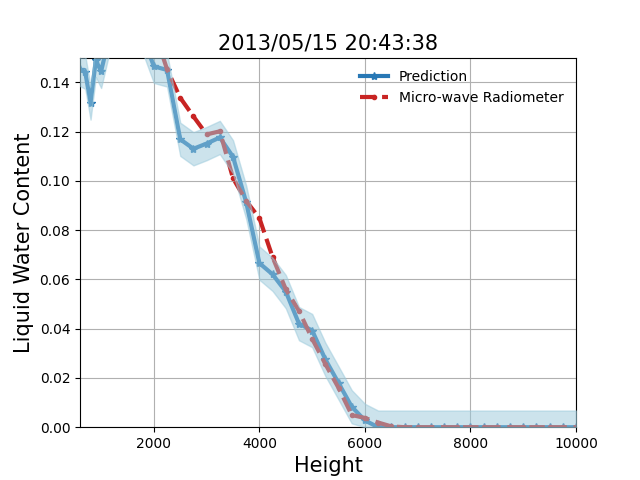 2013/05/15 20:43:38
Prediction
Micro-wave Radiometer
Liquid Water Content
0.14
0.12
0.10
0.08
0.06
0.04
0.02
0.00
2000 4000 6000 8000 10000
Height